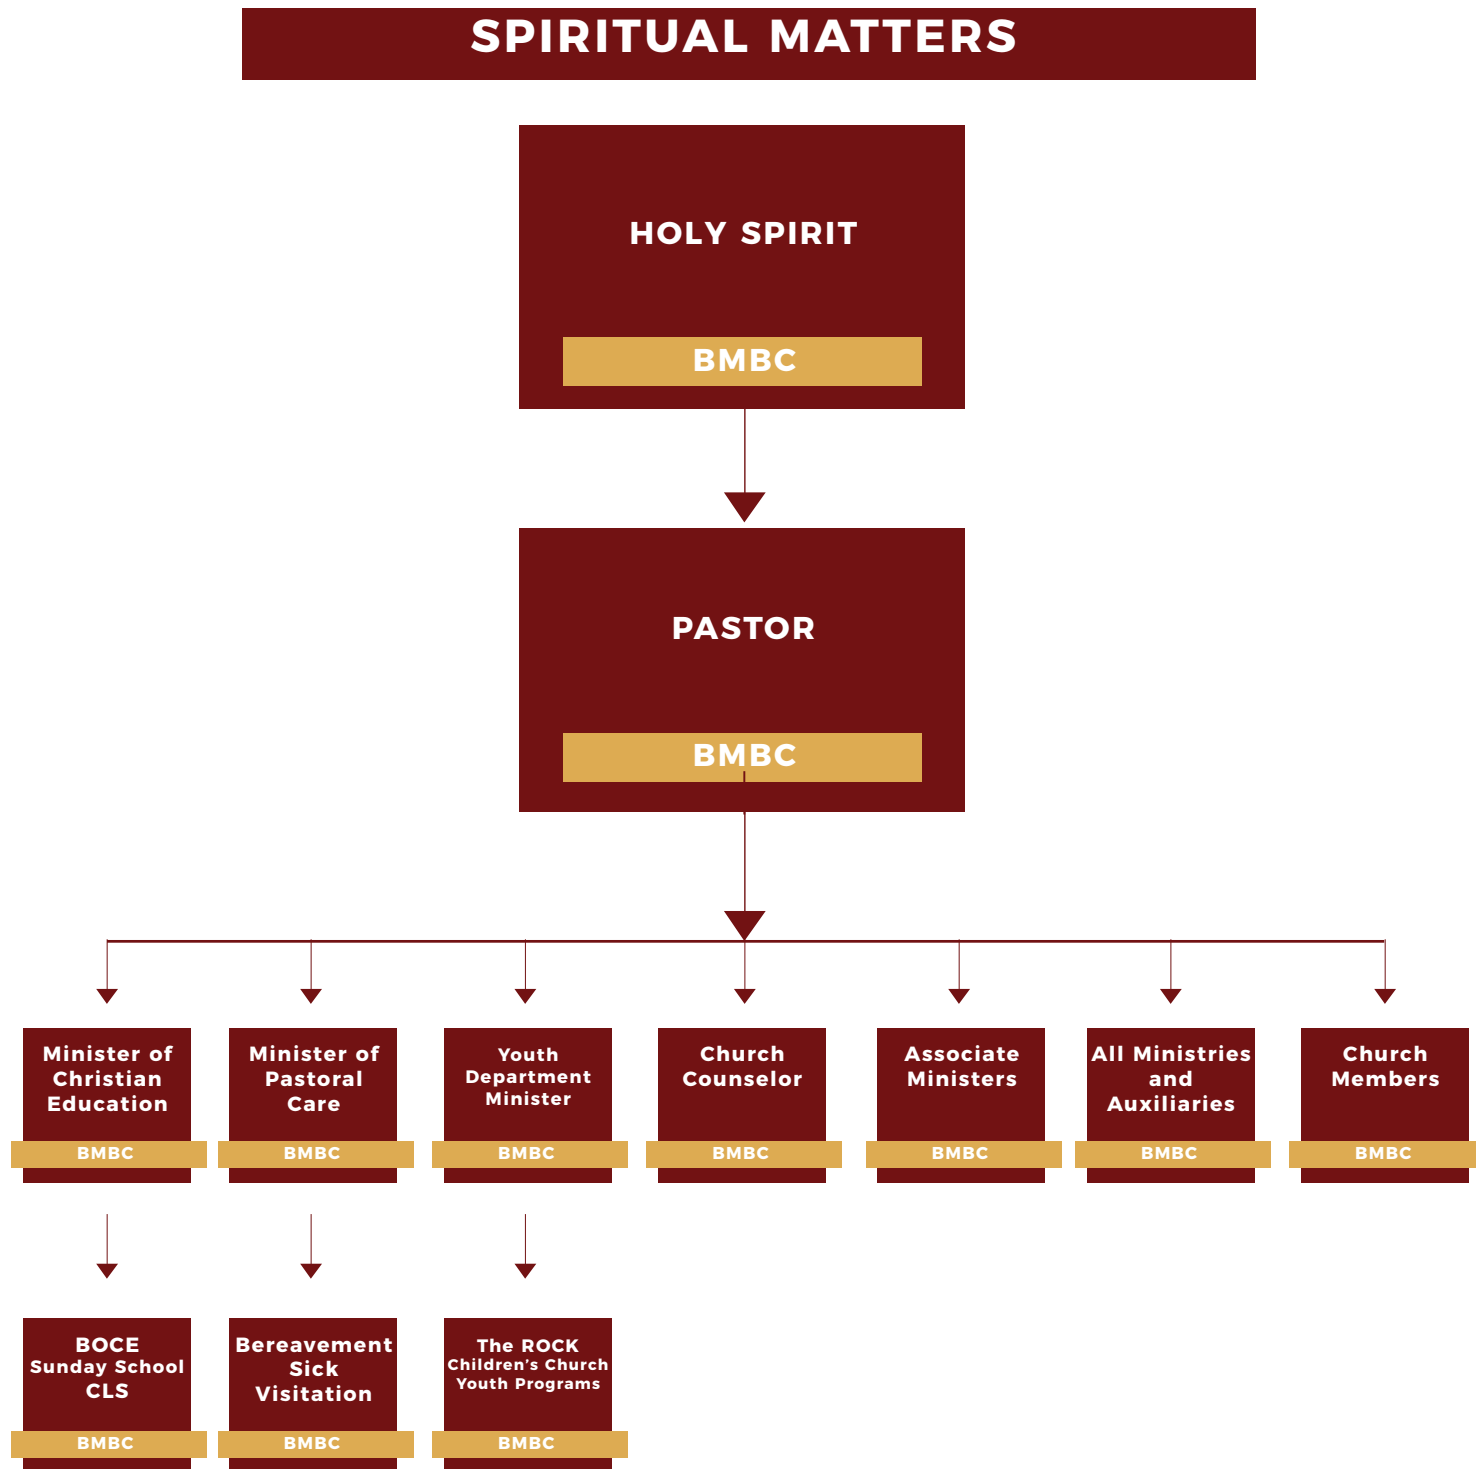 SPIRITUAL MATTERS
HOLY SPIRIT
BMBC
PASTOR
BMBC
Minister of
Christian
Education
BMBC
Minister of
Pastoral
Care
BMBC
Youth
Department
Minister
BMBC
Church
Counselor
BMBC
Associate
Ministers
BMBC
All Ministries
and
Auxiliaries
BMBC
Church
Members
BMBC
BOCE
Sunday School
CLS
BMBC
Bereavement
Sick
Visitation
BMBC
The ROCK
Children’s Church
Youth Programs
BMBC